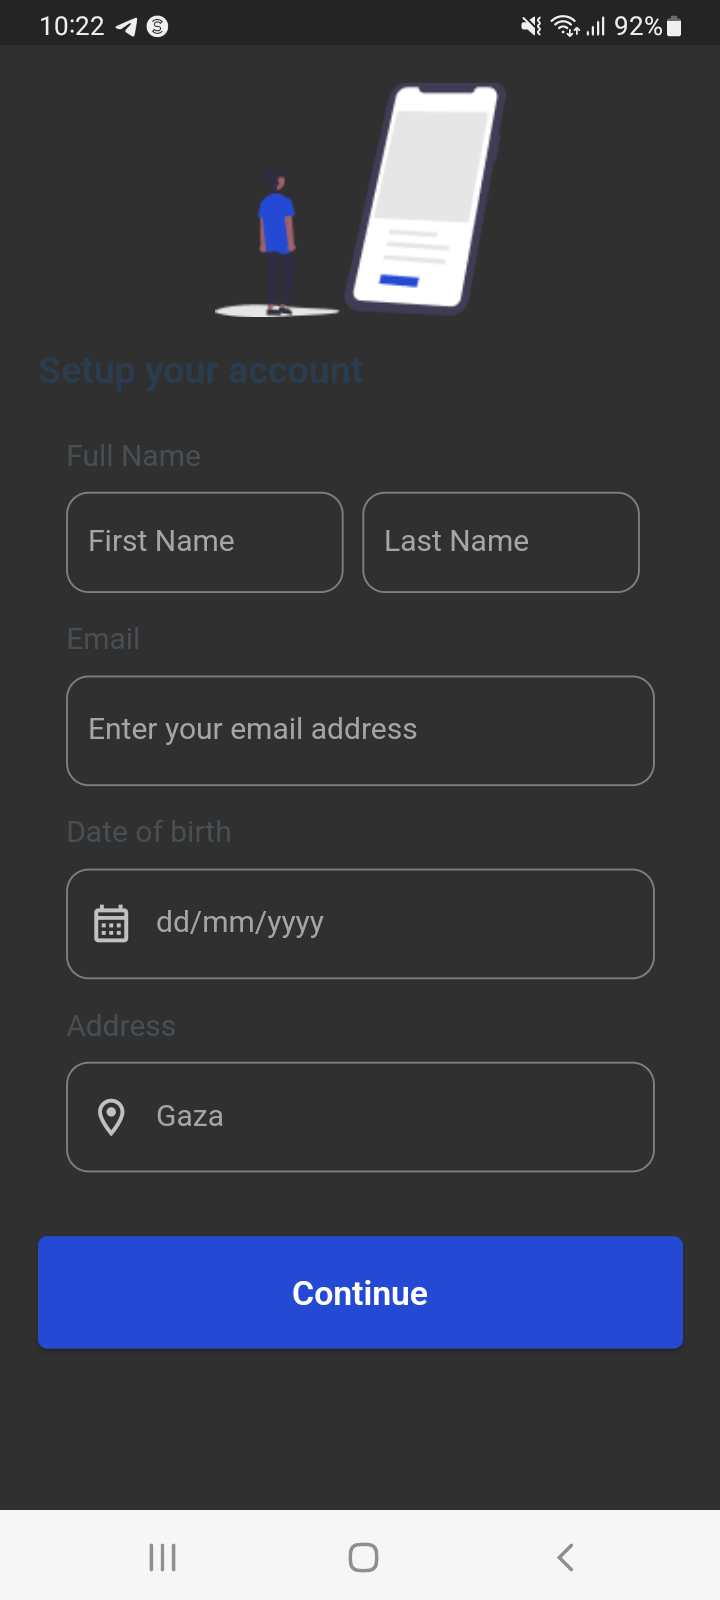 10:22 92%
Setup your account
Full Name
First Name Last Name
Email
Enter your email address
Date of birth
dd/mm/yyyy
Address
Gaza
Continue